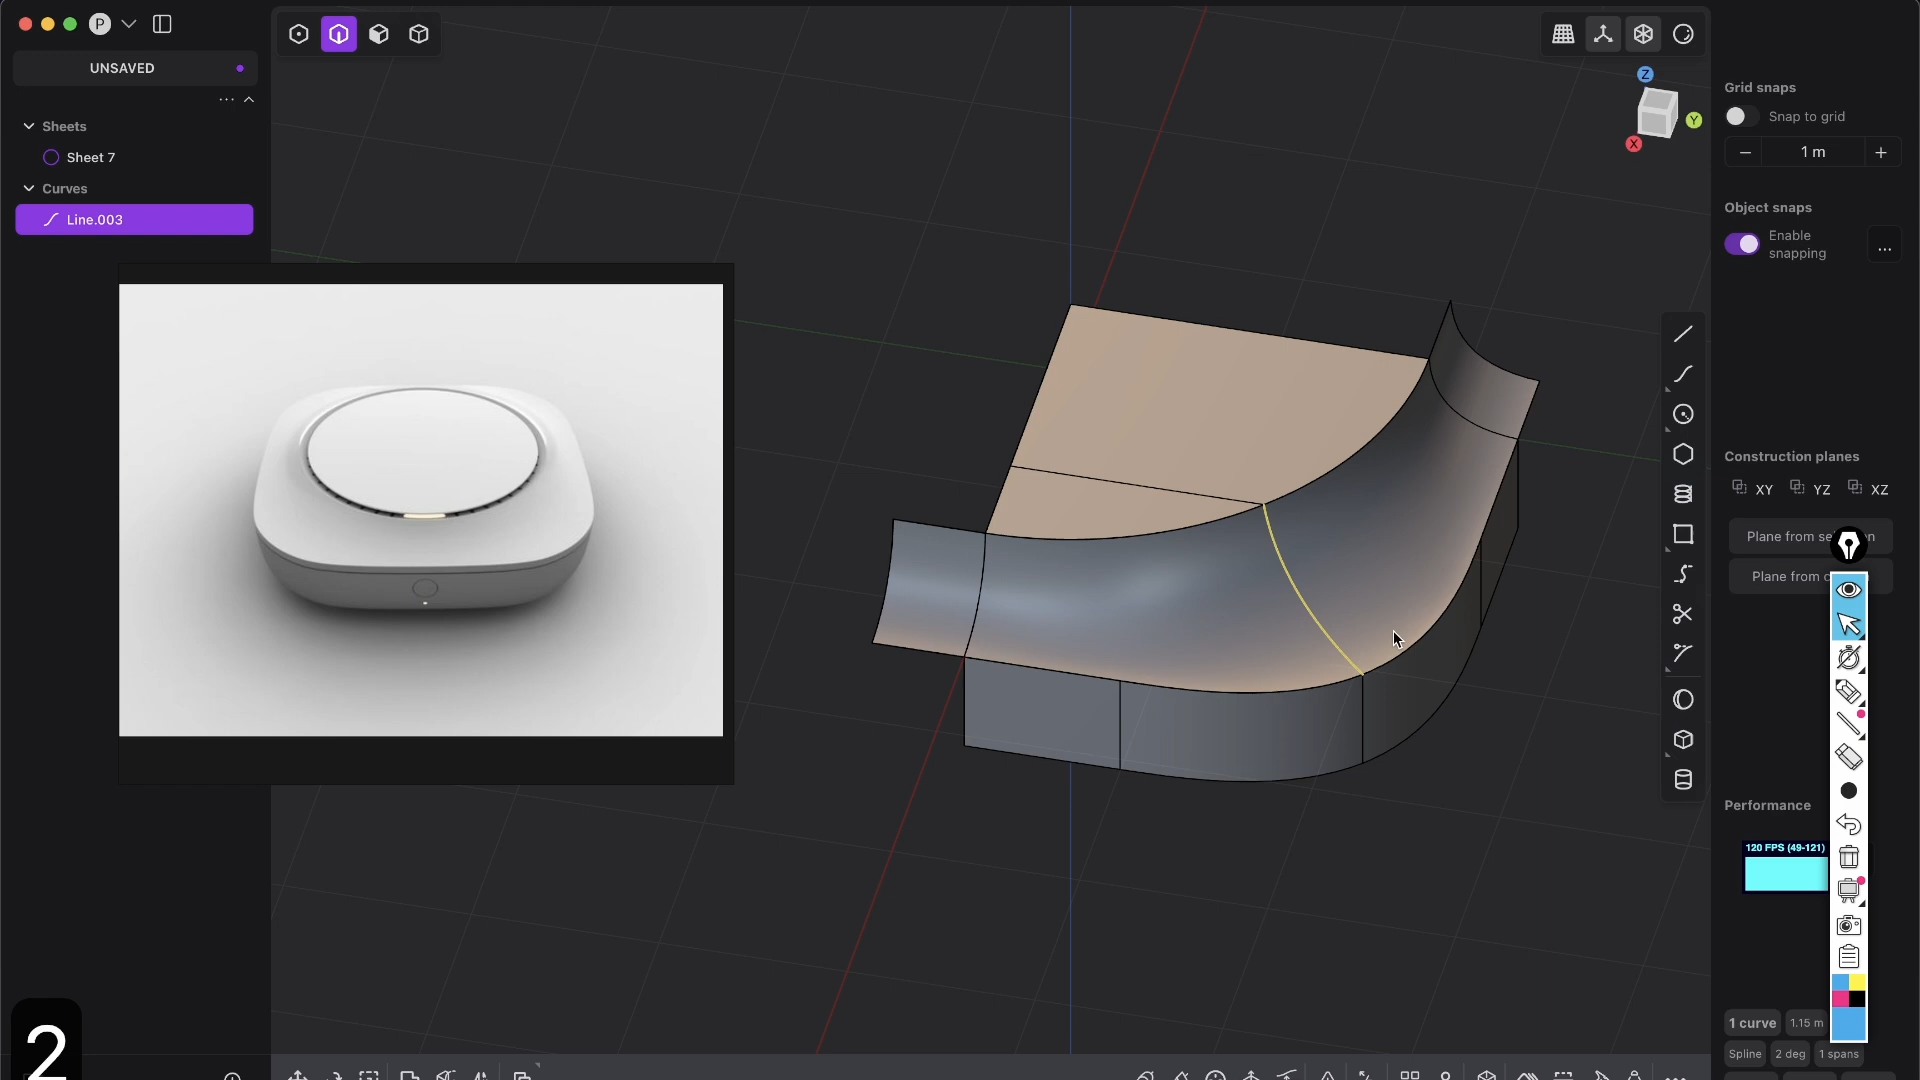 P
UNSAVED
Sheets
Sheet 7
Curves
Line.003
Z
Y
X
Grid snaps
Snap to grid
1 m
Object snaps
Enable
snapping
...
Construction planes
XY YZ XZ
Plane from
Plane from
Performance
120 FPS (49-121)
1 curve 1.15 m
Spline 2 deg 1 spans
2